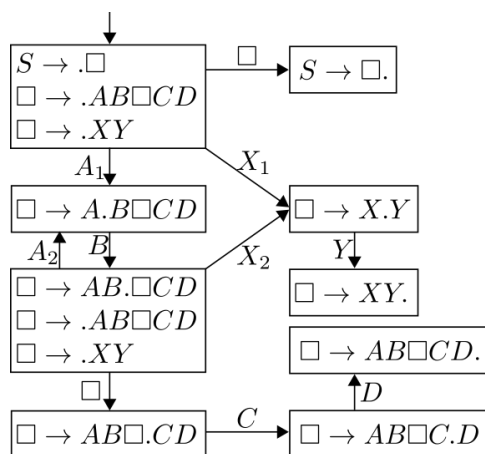 S → .□
□ → .AB□CD
□ → .XY
□
S → □.
A₁
X₁
□ → A.B□CD
□ → X.Y
A₂
B
X₂
Y
□ → AB.□CD
□ → .AB□CD
□ → .XY
□ → XY.
□ → AB□CD.
□
D
□ → AB□.CD
C
□ → AB□C.D